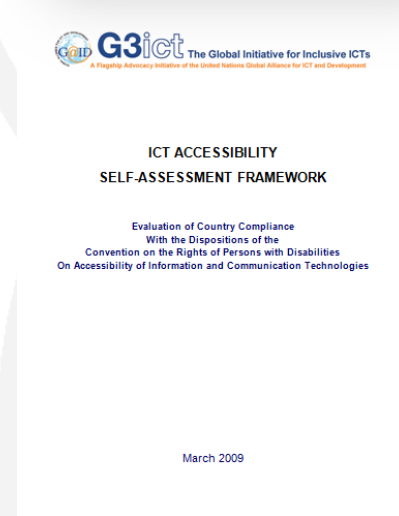 G@ID G3ict The Global Initiative for Inclusive ICTs
A Flagship Advocacy Initiative of the United Nations Global Alliance for ICT and Development
ICT ACCESSIBILITY
SELF-ASSESSMENT FRAMEWORK
Evaluation of Country Compliance
With the Dispositions of the
Convention on the Rights of Persons with Disabilities
On Accessibility of Information and Communication Technologies
March 2009